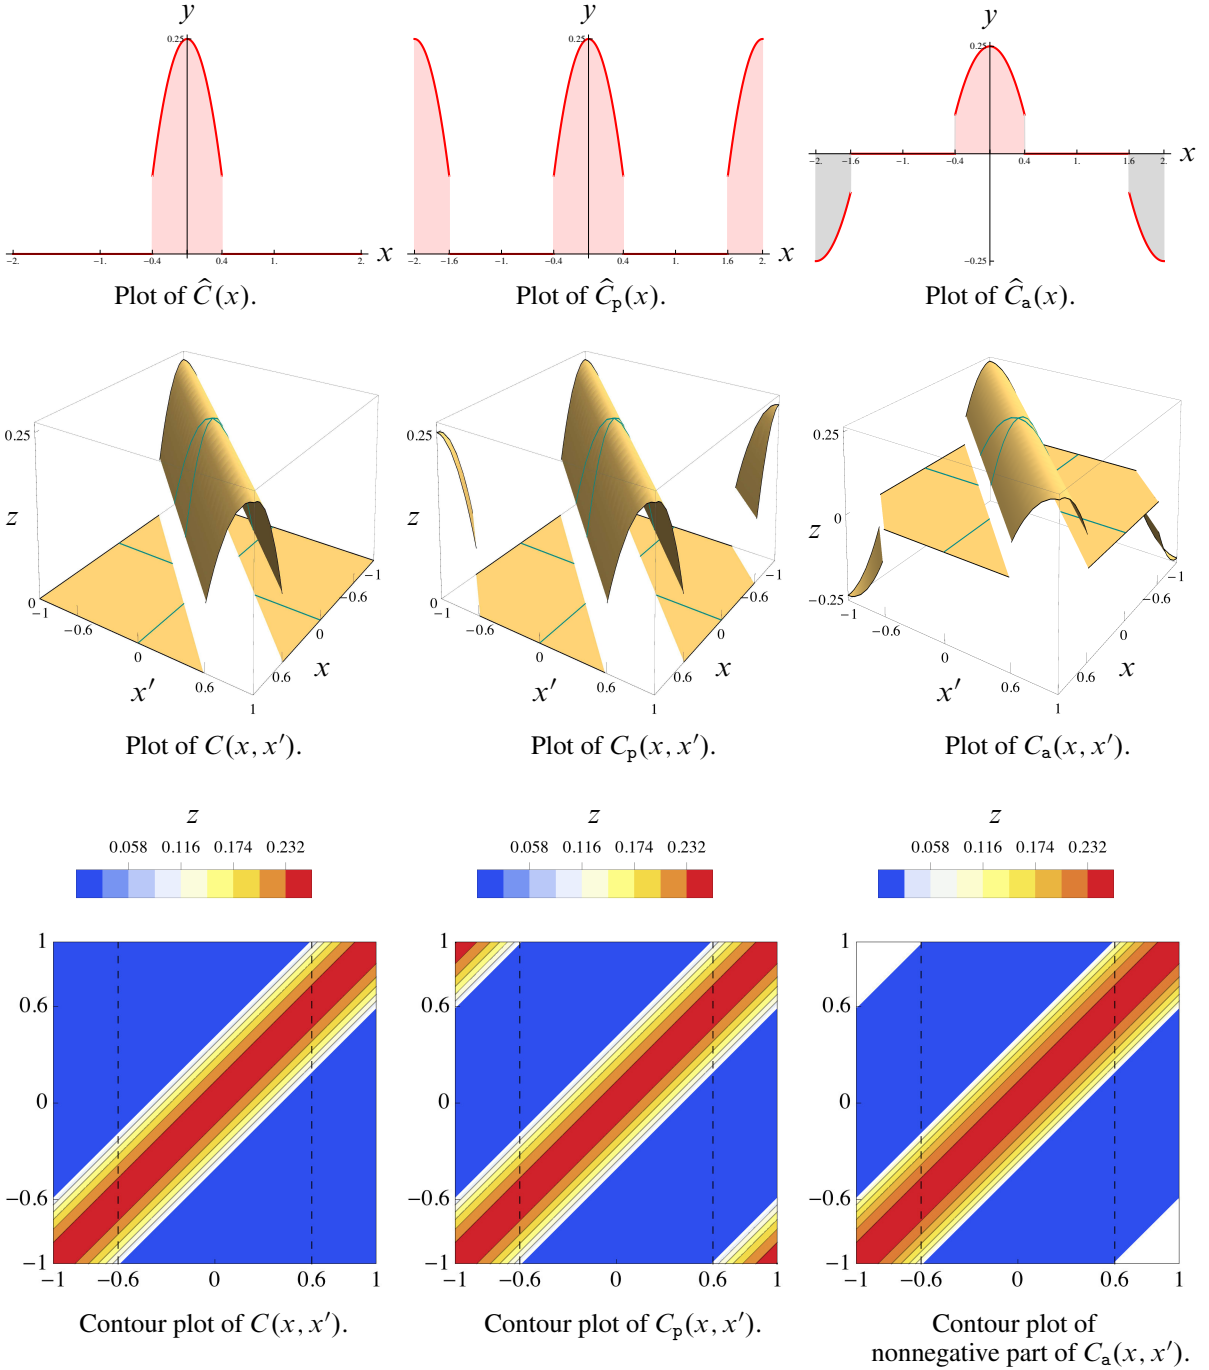 y
0.25
-2. -1. -0.4 0.4 1. 2. x
Plot of Ĉ(x).
y
0.25
-2. -1.6 -1. -0.4 0.4 1. 1.6 2. x
Plot of Ĉp(x).
y
0.25
-2. -1.6 -1. -0.4 0.4 1. 1.6 2. x
-0.25
Plot of Ĉa(x).
0.25
z
0
−1
−0.6
0
0.6
1
x′
−1
−0.6
0
0.6
x
Plot of C(x, x′).
0.25
z
0
−1
−0.6
0
0.6
1
x′
−1
−0.6
0
0.6
x
Plot of Cp(x, x′).
0.25
0
z
−0.25
−1
−0.6
0
0.6
1
x′
−1
−0.6
0
0.6
x
Plot of Ca(x, x′).
z
0.058 0.116 0.174 0.232
1
0.6
0
−0.6
−1
−1 −0.6 0 0.6 1
Contour plot of C(x, x′).
z
0.058 0.116 0.174 0.232
1
0.6
0
−0.6
−1
−1 −0.6 0 0.6 1
Contour plot of Cp(x, x′).
z
0.058 0.116 0.174 0.232
1
0.6
0
−0.6
−1
−1 −0.6 0 0.6 1
Contour plot of
nonnegative part of Ca(x, x′).